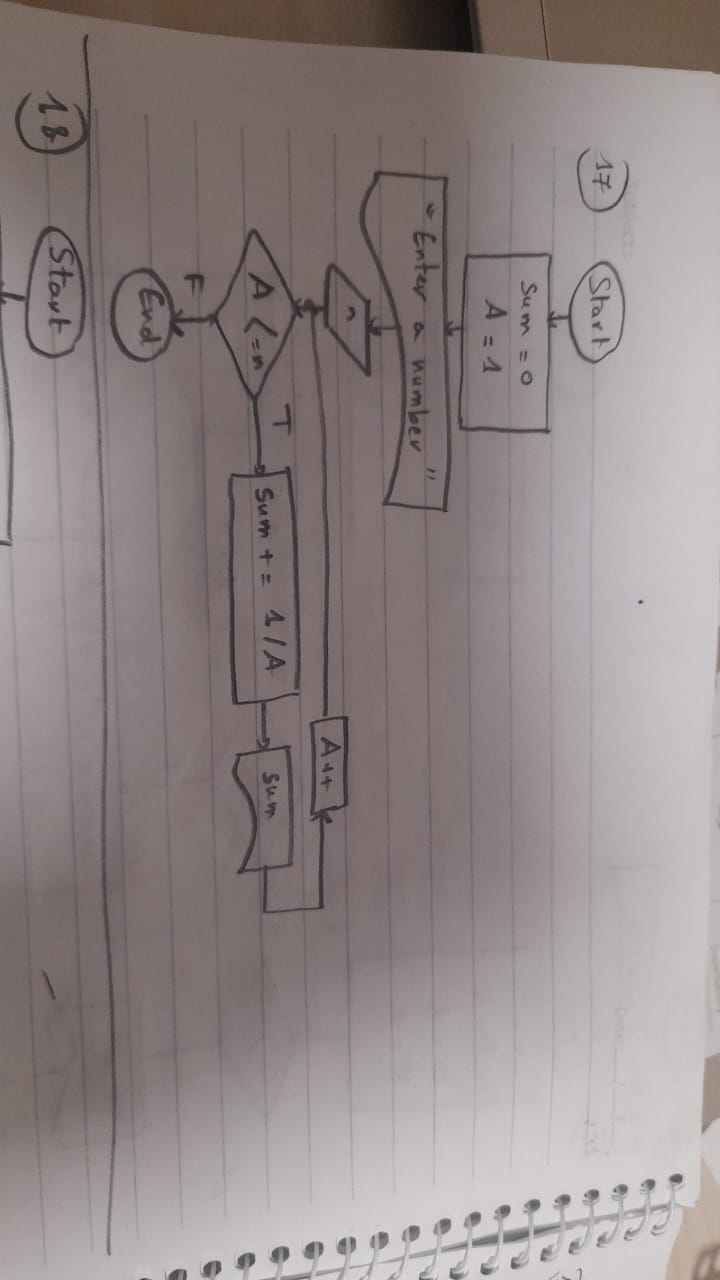 17
Start
Sum = 0
A = 1
"Enter a number"
n
A <= n
T
Sum += 1/A
Sum
A++
F
End
18
Start